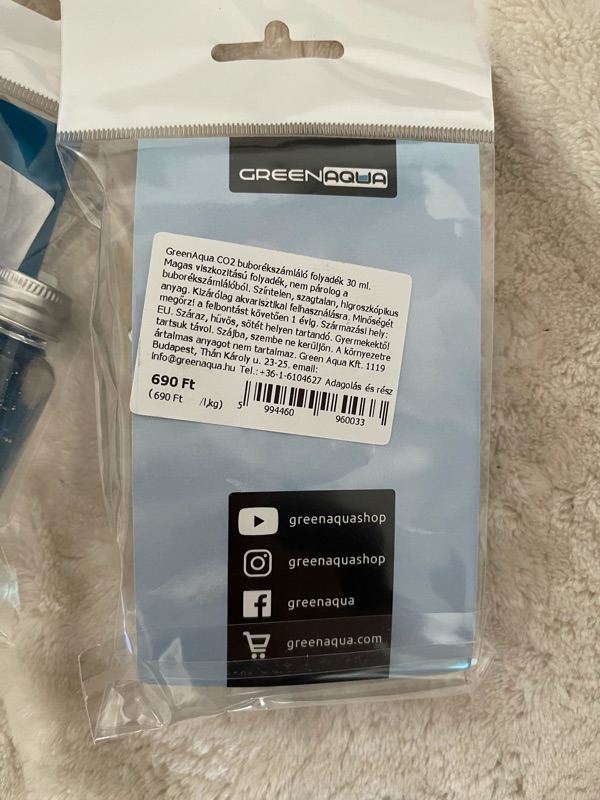 GREENAQUA
GreenAqua CO2 buborékszámláló folyadék 30 ml.
Magas viszkozitású folyadék, nem párolog a
buborékszámlálóból. Színtelen, szagtalan, higroszkópikus
anyag. Kizárólag akvarisztikai felhasználásra. Minőségét
megőrzi a felbontást követően 1 évig. Származási hely:
EU. Száraz, hűvös, sötét helyen tartandó. Gyermekektől
tartsuk távol. Szájba, szembe ne kerüljön. A környezetre
ártalmas anyagot nem tartalmaz. Green Aqua Kft. 1119
Budapest, Thán Károly u. 23-25. email:
info@greenaqua.hu Tel.:+36-1-6104627 Adagolás és rész
690 Ft
(690 Ft /l,kg)
5 994460 960033
greenaquashop
greenaquashop
greenaqua
greenaqua.com